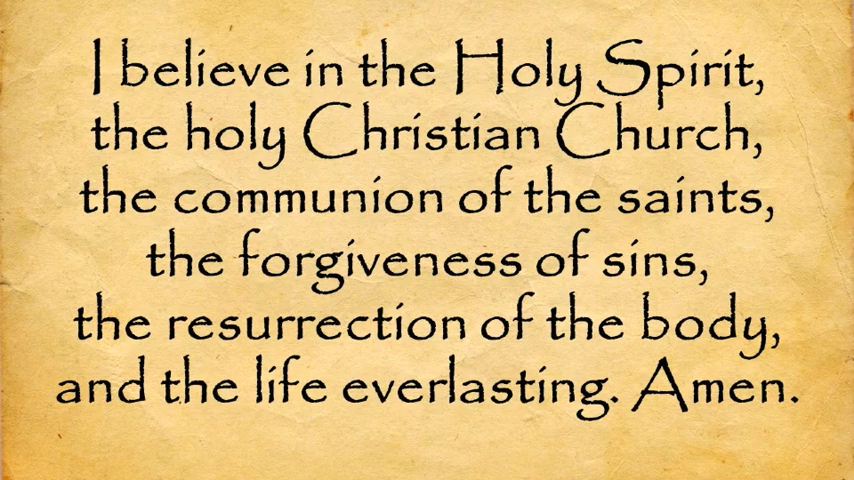 I believe in the Holy Spirit,
the holy Christian Church,
the communion of the saints,
the forgiveness of sins,
the resurrection of the body,
and the life everlasting. Amen.